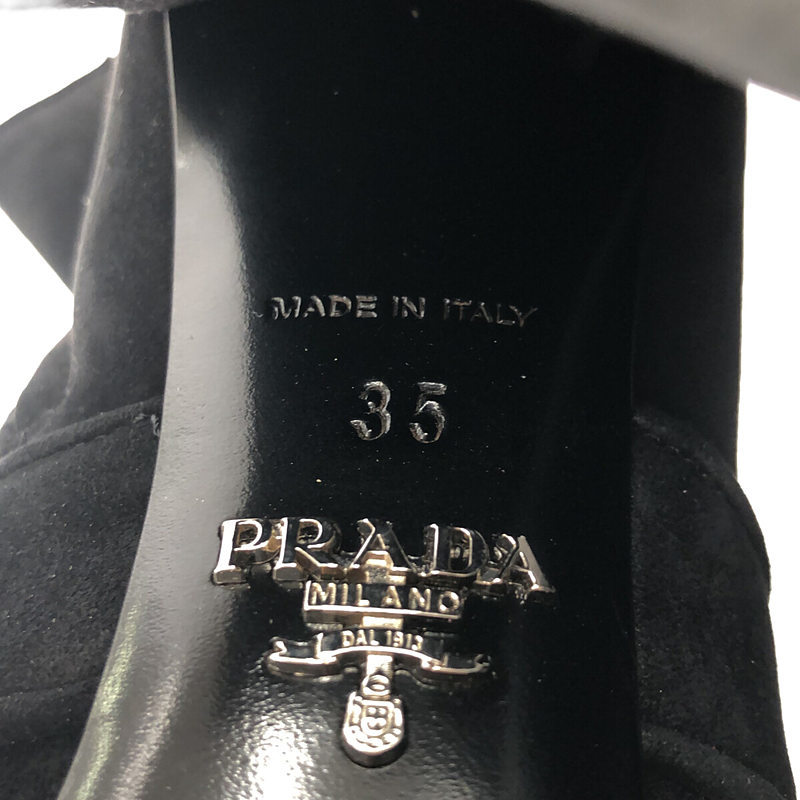 MADE IN ITALY
35
PRADA
MILANO
DAL 1913